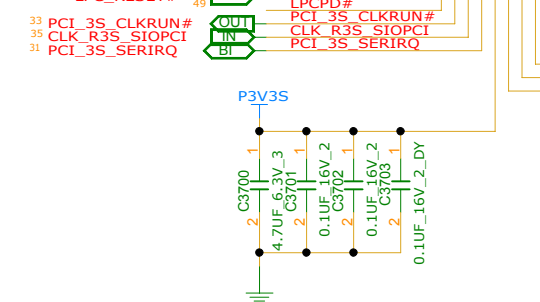 49
LPCPD#
33 PCI_3S_CLKRUN# OUT PCI_3S_CLKRUN#
35 CLK_R3S_SIOPCI IN CLK_R3S_SIOPCI
31 PCI_3S_SERIRQ BI PCI_3S_SERIRQ
P3V3S
1 1 1 1
C3700 4.7UF_6.3V_3
C3701 0.1UF_16V_2
C3702 0.1UF_16V_2
C3703 0.1UF_16V_2_DY
2 2 2 2